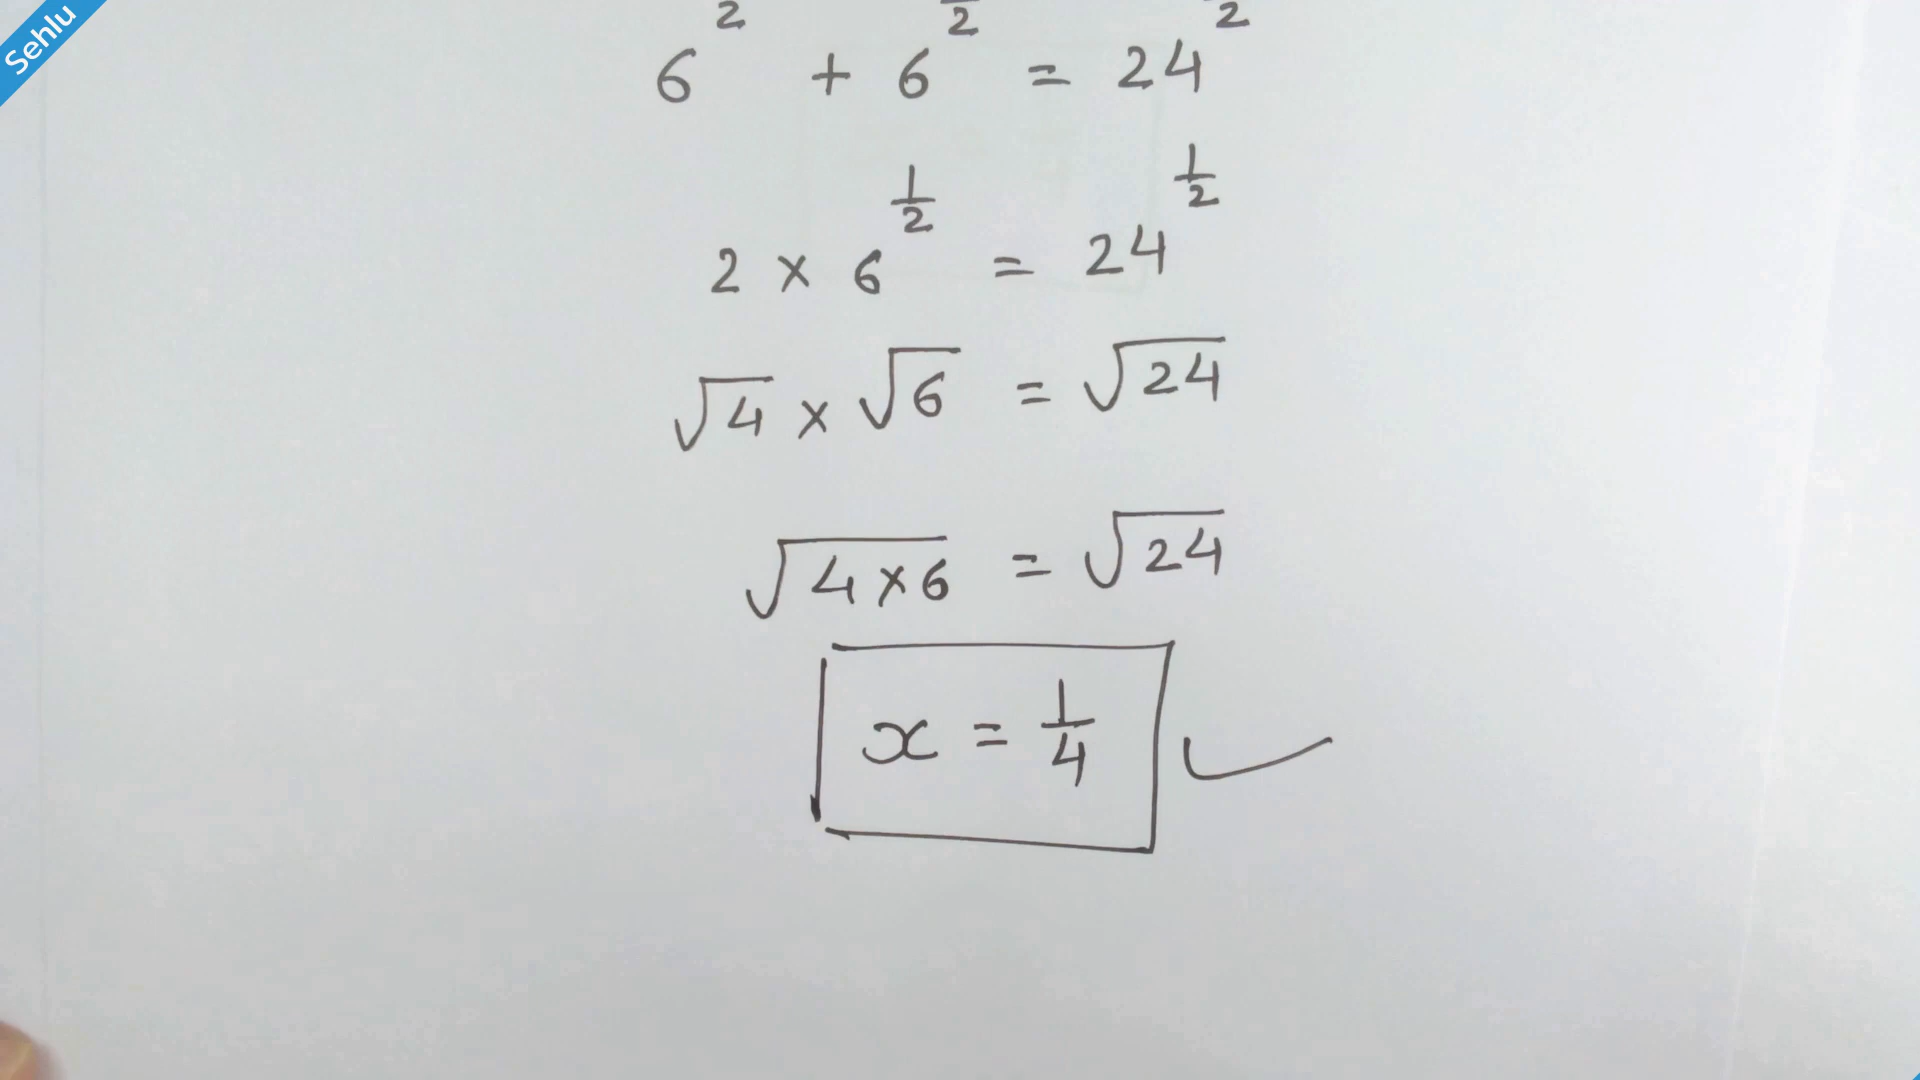 Sehlu
6^2 + 6^2 = 24^2
2 × 6^1/2 = 24^1/2
√4 × √6 = √24
√4×6 = √24
x = 1/4